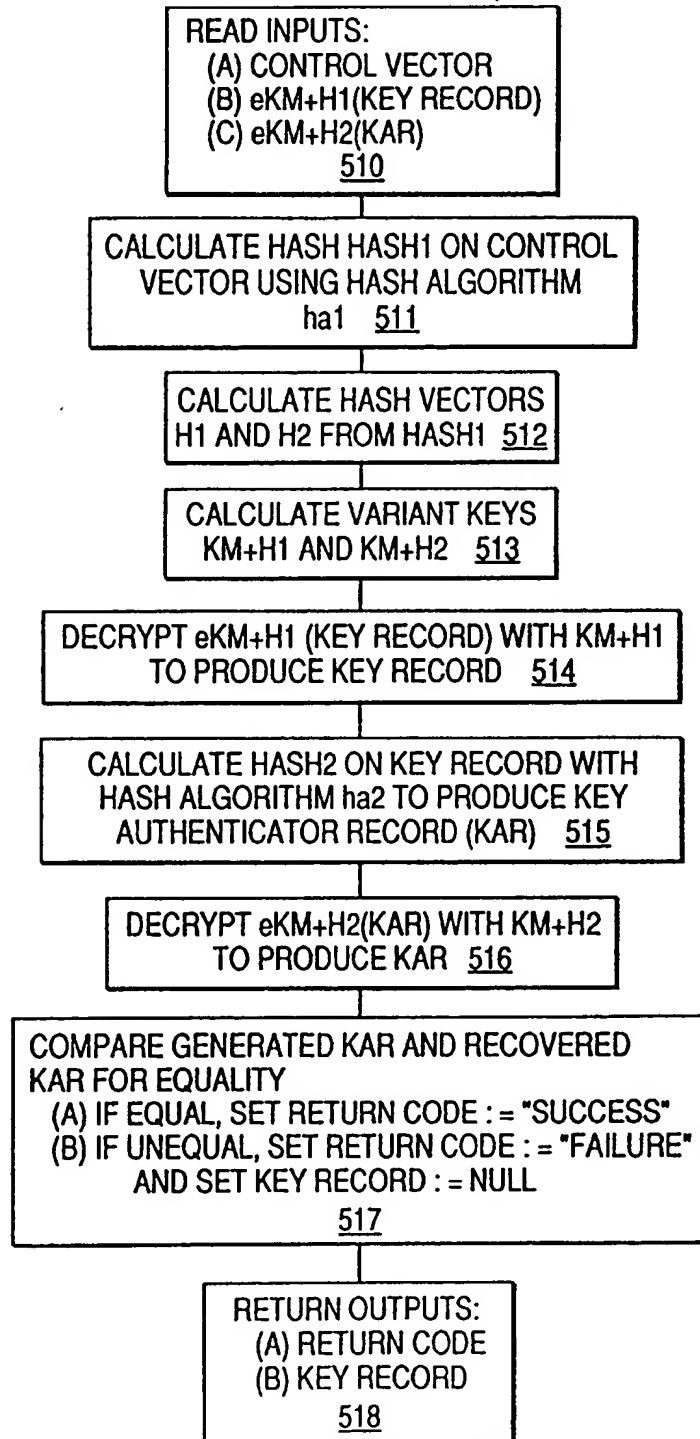 READ INPUTS:
(A) CONTROL VECTOR
(B) eKM+H1(KEY RECORD)
(C) eKM+H2(KAR)
510
CALCULATE HASH HASH1 ON CONTROL
VECTOR USING HASH ALGORITHM
ha1 511
CALCULATE HASH VECTORS
H1 AND H2 FROM HASH1 512
CALCULATE VARIANT KEYS
KM+H1 AND KM+H2 513
DECRYPT eKM+H1 (KEY RECORD) WITH KM+H1
TO PRODUCE KEY RECORD 514
CALCULATE HASH2 ON KEY RECORD WITH
HASH ALGORITHM ha2 TO PRODUCE KEY
AUTHENTICATOR RECORD (KAR) 515
DECRYPT eKM+H2(KAR) WITH KM+H2
TO PRODUCE KAR 516
COMPARE GENERATED KAR AND RECOVERED
KAR FOR EQUALITY
(A) IF EQUAL, SET RETURN CODE : = "SUCCESS"
(B) IF UNEQUAL, SET RETURN CODE : = "FAILURE"
AND SET KEY RECORD : = NULL
517
RETURN OUTPUTS:
(A) RETURN CODE
(B) KEY RECORD
518